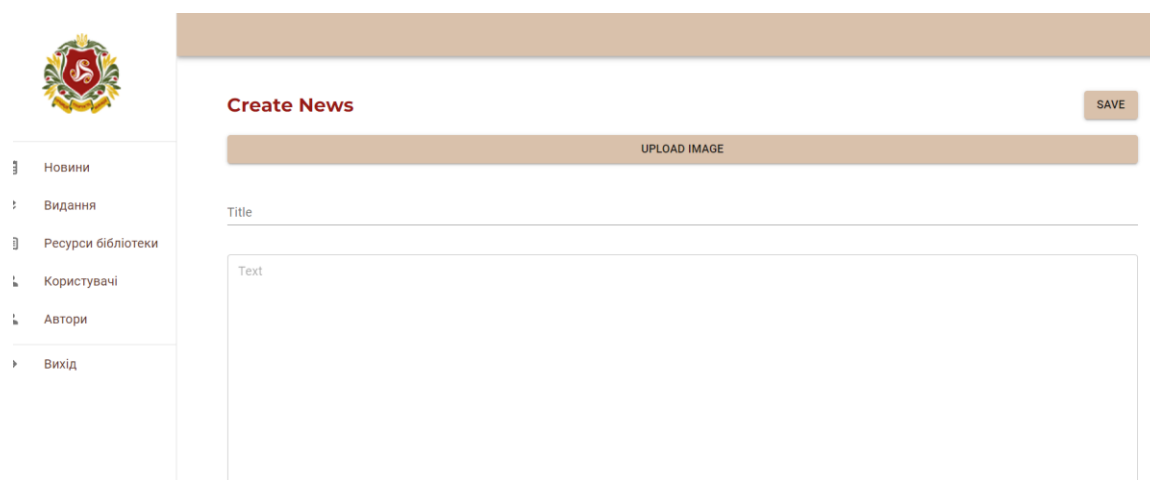 Новини
Видання
Ресурси бібліотеки
Користувачі
Автори
Вихід
Create News
SAVE
UPLOAD IMAGE
Title
Text